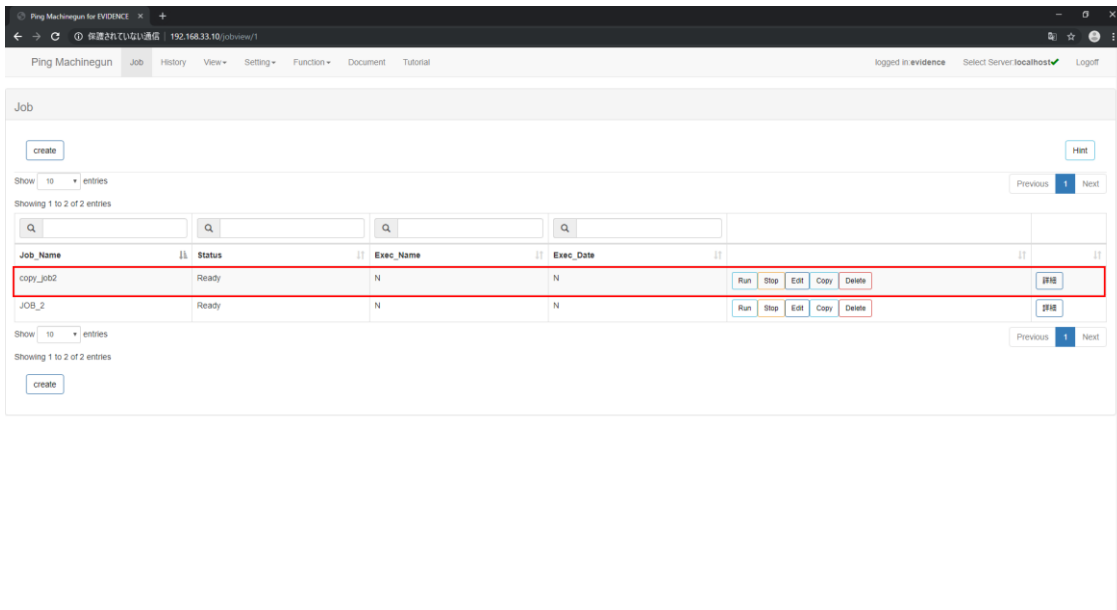 Ping Machinegun for EVIDENCE
保護されていない通信 | 192.168.33.10/jobview/1
Ping Machinegun Job History View Setting Function Document Tutorial logged in:evidence Select Server:localhost Logoff
Job
create Hint
Show 10 entries Previous 1 Next
Showing 1 to 2 of 2 entries
Job_Name Status Exec_Name Exec_Date
copy_job2 Ready N N Run Stop Edit Copy Delete 詳細
JOB_2 Ready N N Run Stop Edit Copy Delete 詳細
Show 10 entries Previous 1 Next
Showing 1 to 2 of 2 entries
create